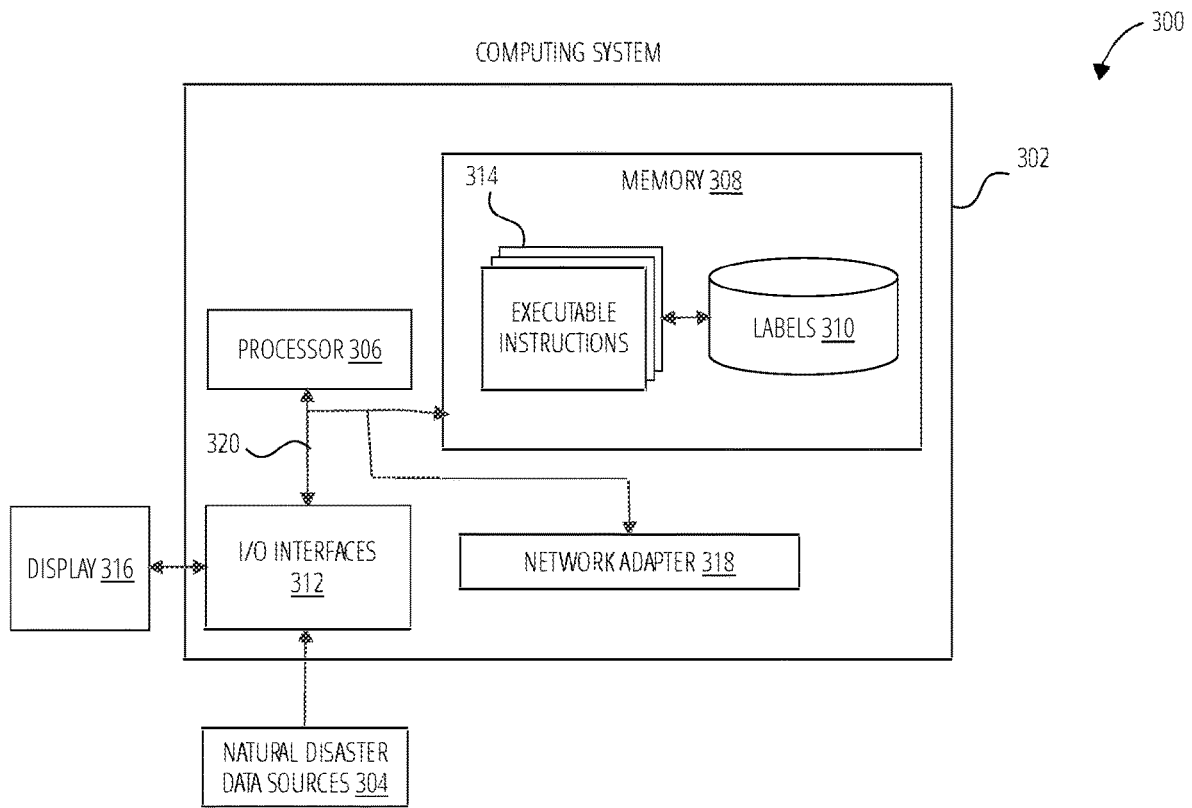 300
COMPUTING SYSTEM
302
314
MEMORY 308
EXECUTABLE
INSTRUCTIONS
LABELS 310
PROCESSOR 306
320
I/O INTERFACES
312
DISPLAY 316
NETWORK ADAPTER 318
NATURAL DISASTER
DATA SOURCES 304